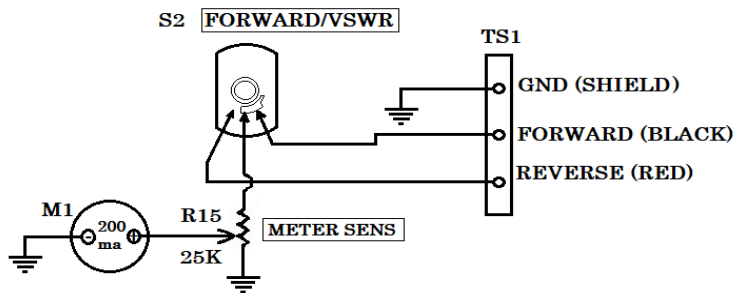 S2 FORWARD/VSWR
TS1
GND (SHIELD)
FORWARD (BLACK)
REVERSE (RED)
M1
200
ma
- +
R15
25K
METER SENS